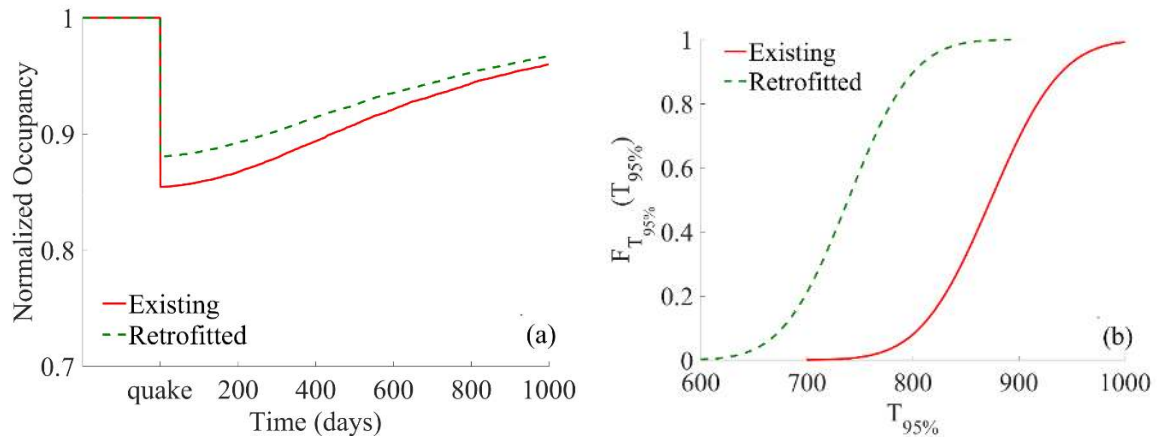 1
0.9
0.8
0.7
Normalized Occupancy
Existing
Retrofitted
(a)
quake 200 400 600 800 1000
Time (days)
1
0.8
0.6
0.4
0.2
0
F_T95% (T95%)
Existing
Retrofitted
(b)
600 700 800 900 1000
T95%